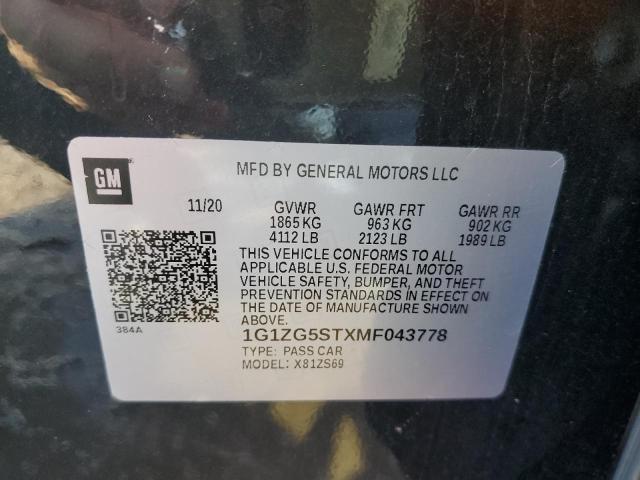 GM
MFD BY GENERAL MOTORS LLC
11/20 GVWR GAWR FRT GAWR RR
1865 KG 963 KG 902 KG
4112 LB 2123 LB 1989 LB
THIS VEHICLE CONFORMS TO ALL
APPLICABLE U.S. FEDERAL MOTOR
VEHICLE SAFETY, BUMPER, AND THEFT
PREVENTION STANDARDS IN EFFECT ON
THE DATE OF MANUFACTURE SHOWN
ABOVE.
384A
1G1ZG5STXMF043778
TYPE: PASS CAR
MODEL: X81ZS69